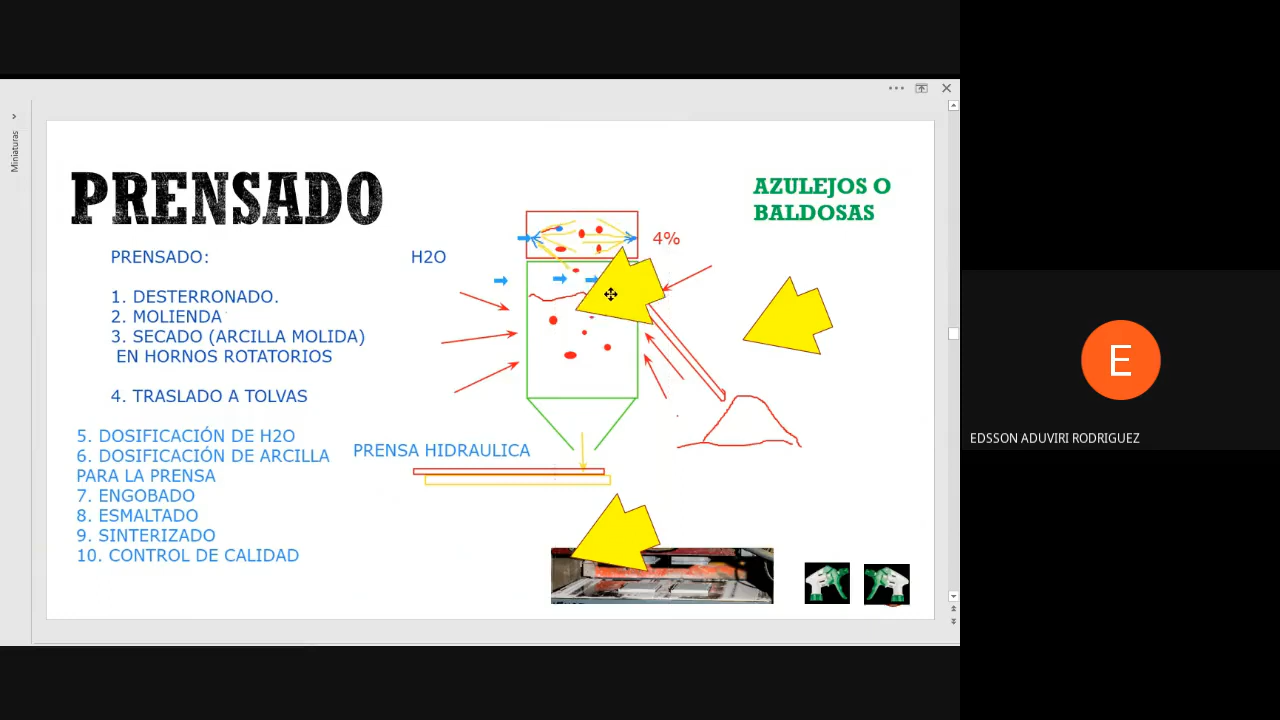 Miniaturas
PRENSADO
AZULEJOS O
BALDOSAS
PRENSADO:
H2O
4%
1. DESTERRONADO.
2. MOLIENDA
3. SECADO (ARCILLA MOLIDA)
EN HORNOS ROTATORIOS
4. TRASLADO A TOLVAS
5. DOSIFICACIÓN DE H2O
6. DOSIFICACIÓN DE ARCILLA
PARA LA PRENSA
7. ENGOBADO
8. ESMALTADO
9. SINTERIZADO
10. CONTROL DE CALIDAD
PRENSA HIDRAULICA
E
EDSSON ADUVIRI RODRIGUEZ